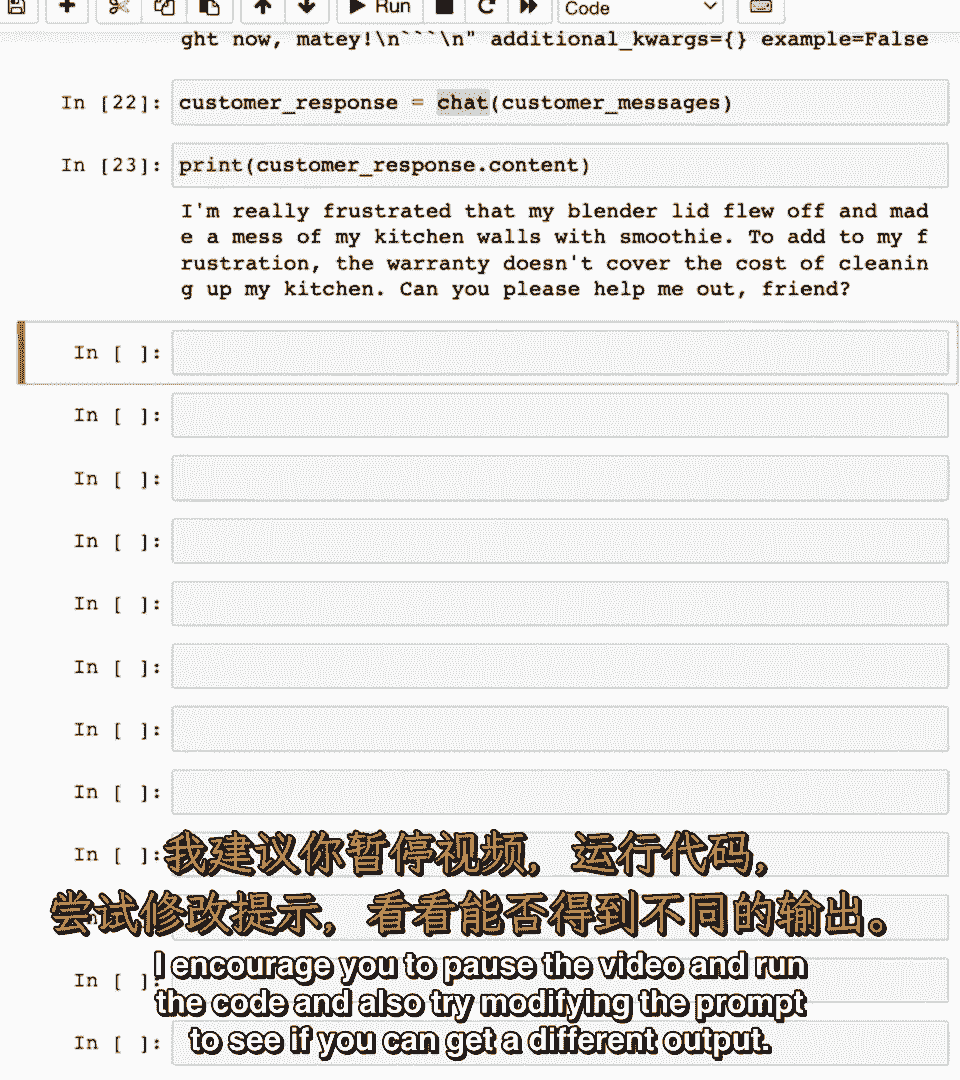 Run
Code
ght now, matey!\n```\n" additional_kwargs={} example=False
In [22]: customer_response = chat(customer_messages)
In [23]: print(customer_response.content)
I'm really frustrated that my blender lid flew off and mad
e a mess of my kitchen walls with smoothie. To add to my f
rustration, the warranty doesn't cover the cost of cleanin
g up my kitchen. Can you please help me out, friend?
In [ ]:
In [ ]:
In [ ]:
In [ ]:
In [ ]:
In [ ]:
In [ ]:
In [ ]:
In [ ]:
我建议你暂停视频，运行代码，
尝试修改提示，看看能否得到不同的输出。
In [ ]:
I encourage you to pause the video and run
the code and also try modifying the prompt
to see if you can get a different output.
In [ ]: